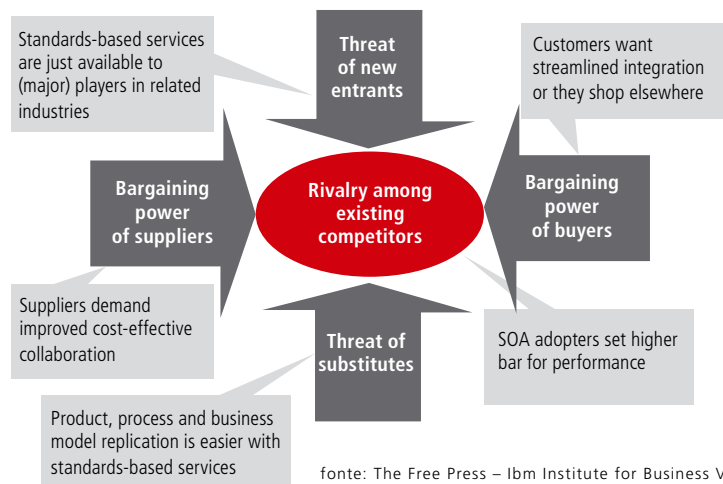 Standards-based services
are just available to
(major) players in related
industries
Threat
of new
entrants
Customers want
streamlined integration
or they shop elsewhere
Bargaining
power
of suppliers
Rivalry among
existing
competitors
Bargaining
power
of buyers
Suppliers demand
improved cost-effective
collaboration
Threat of
substitutes
SOA adopters set higher
bar for performance
Product, process and business
model replication is easier with
standards-based services
fonte: The Free Press – Ibm Institute for Business V